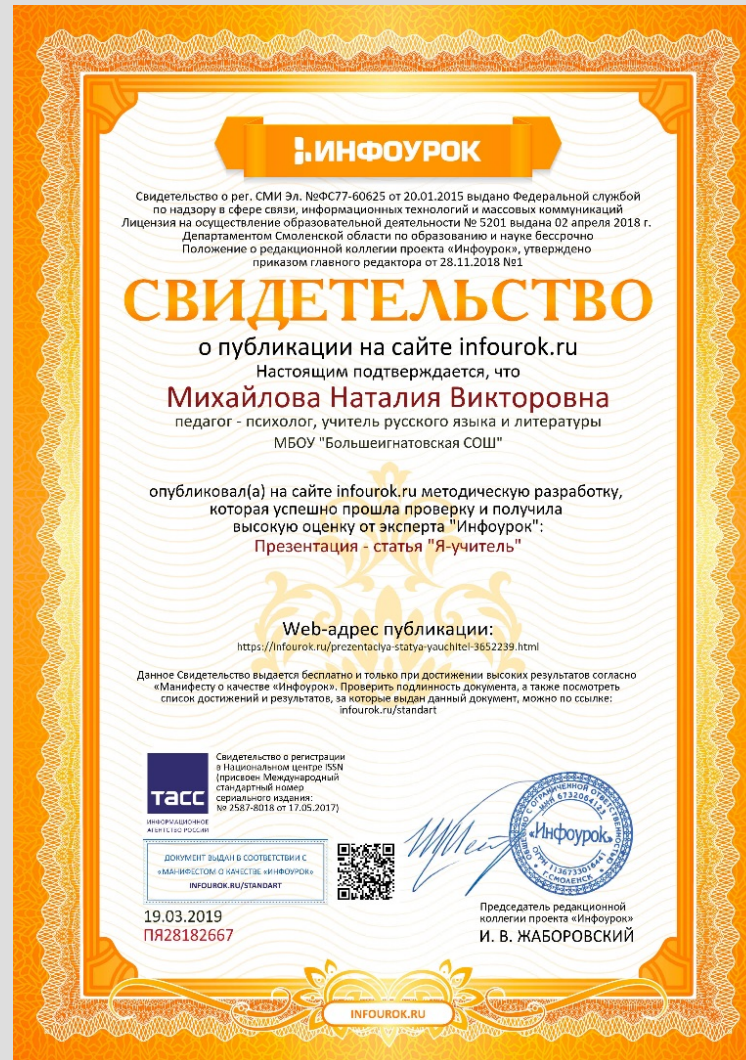 ИНФОУРОК
Свидетельство о рег. СМИ Эл. №ФС77-60625 от 20.01.2015 выдано Федеральной службой
по надзору в сфере связи, информационных технологий и массовых коммуникаций
Лицензия на осуществление образовательной деятельности № 5201 выдана 02 апреля 2018 г.
Департаментом Смоленской области по образованию и науке бессрочно
Положение о редакционной коллегии проекта «Инфоурок», утверждено
приказом главного редактора от 28.11.2018 №1
СВИДЕТЕЛЬСТВО
о публикации на сайте infourok.ru
Настоящим подтверждается, что
Михайлова Наталия Викторовна
педагог - психолог, учитель русского языка и литературы
МБОУ "Большеигнатовская СОШ"
опубликовал(а) на сайте infourok.ru методическую разработку,
которая успешно прошла проверку и получила
высокую оценку от эксперта "Инфоурок":
Презентация - статья "Я-учитель"
Web-адрес публикации:
https://infourok.ru/prezentaciya-statya-yauchitel-3652239.html
Данное Свидетельство выдается бесплатно и только при достижении высоких результатов согласно
«Манифесту о качестве «Инфоурок». Проверить подлинность документа, а также посмотреть
список достижений и результатов, за которые выдан данный документ, можно по ссылке:
infourok.ru/standart
Свидетельство о регистрации
в Национальном центре ISSN
(присвоен Международный
стандартный номер
сериального издания:
№ 2587-8018 от 17.05.2017)
ТАСС
ИНФОРМАЦИОННОЕ
АГЕНТСТВО РОССИИ
ДОКУМЕНТ ВЫДАН В СООТВЕТСТВИИ С
«МАНИФЕСТОМ О КАЧЕСТВЕ «ИНФОУРОК»
INFOUROK.RU/STANDART
19.03.2019
ПЯ28182667
ОБЩЕСТВО С ОГРАНИЧЕННОЙ ОТВЕТСТВЕННОСТЬЮ
«Инфоурок»
Г.СМОЛЕНСК
Председатель редакционной
коллегии проекта «Инфоурок»
И. В. ЖАБОРОВСКИЙ
INFOUROK.RU